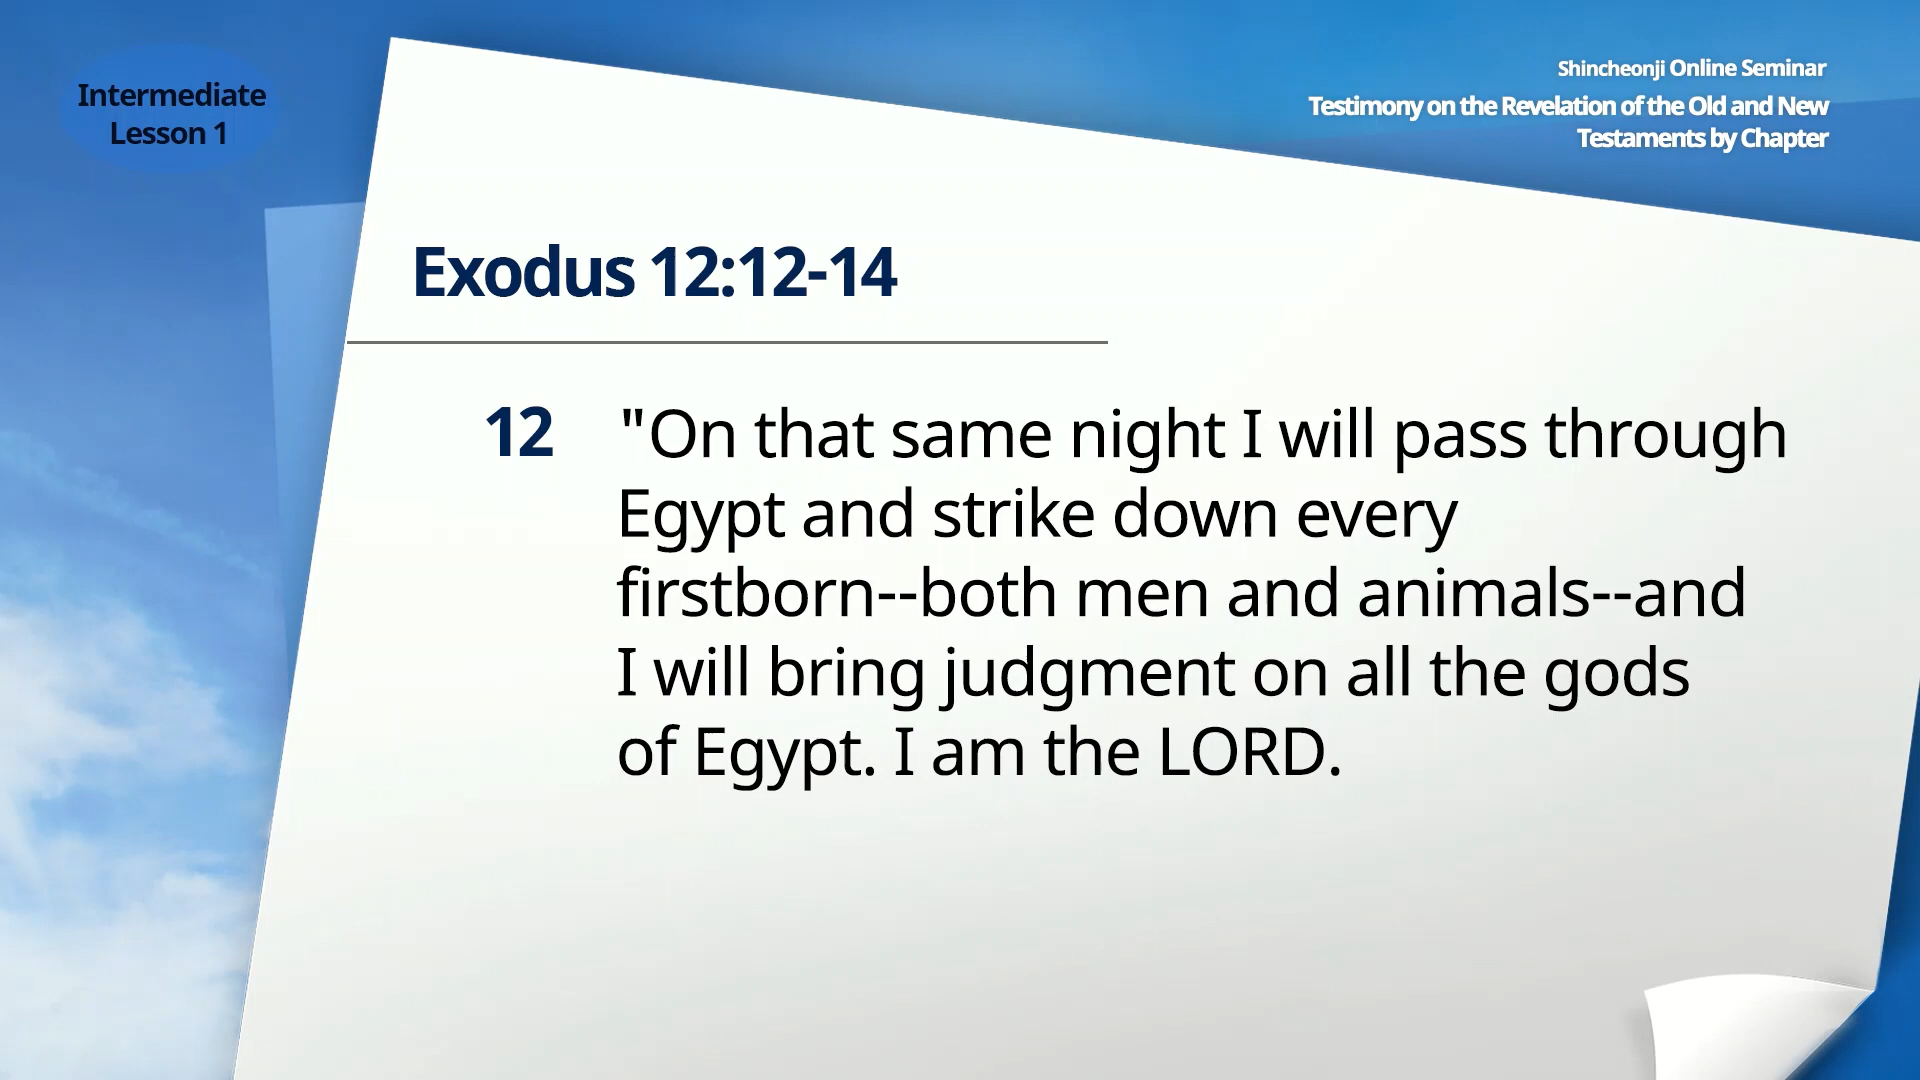 Intermediate
Lesson 1
Shincheonji Online Seminar
Testimony on the Revelation of the Old and New
Testaments by Chapter
Exodus 12:12-14
12 "On that same night I will pass through
Egypt and strike down every
firstborn--both men and animals--and
I will bring judgment on all the gods
of Egypt. I am the LORD.